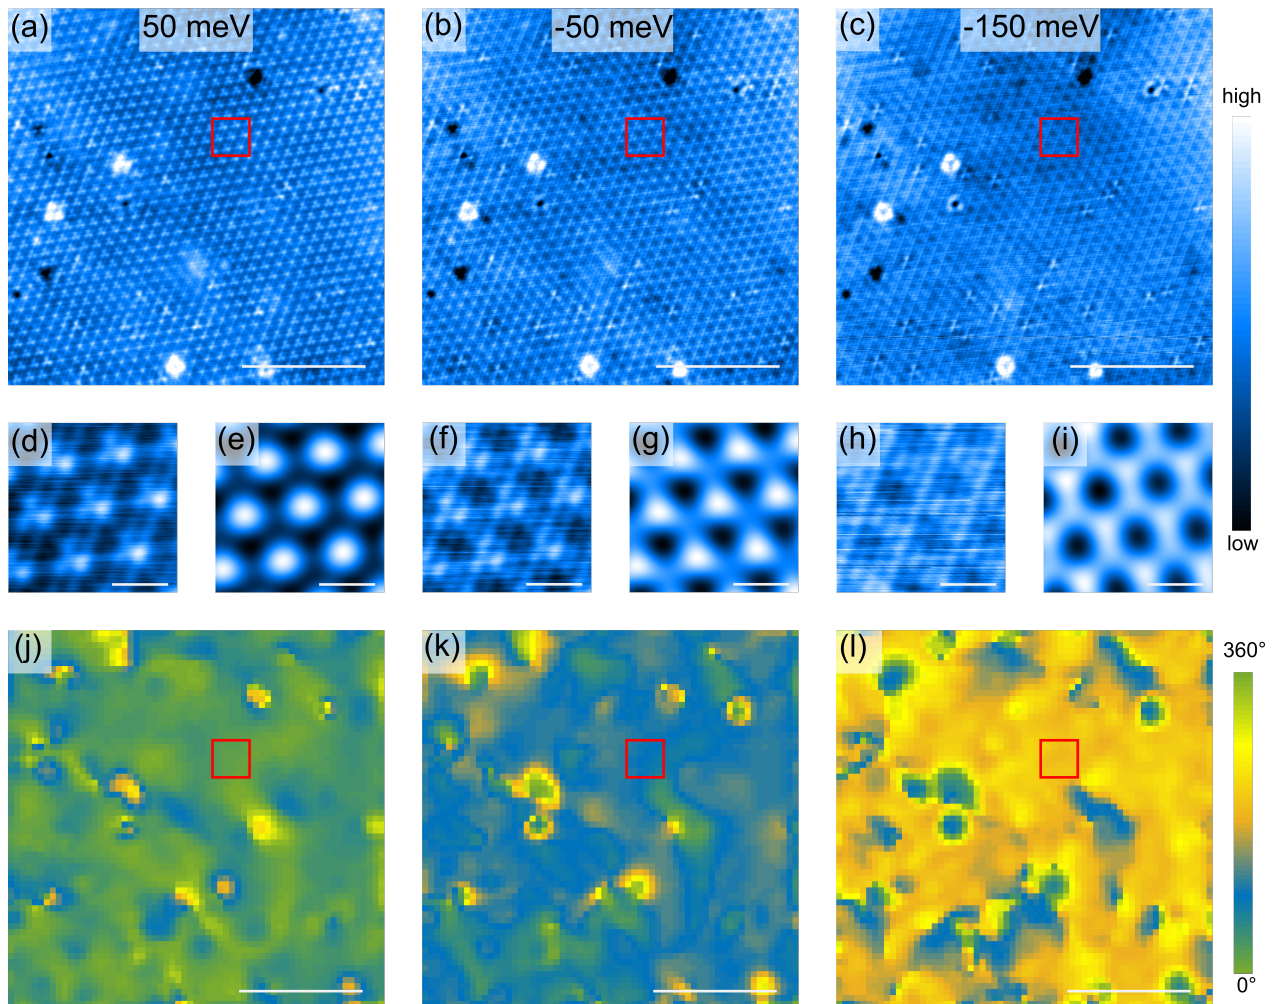 (a) 50 meV
(b) -50 meV
(c) -150 meV
high
low
(d)
(e)
(f)
(g)
(h)
(i)
(j)
(k)
(l)
360°
0°